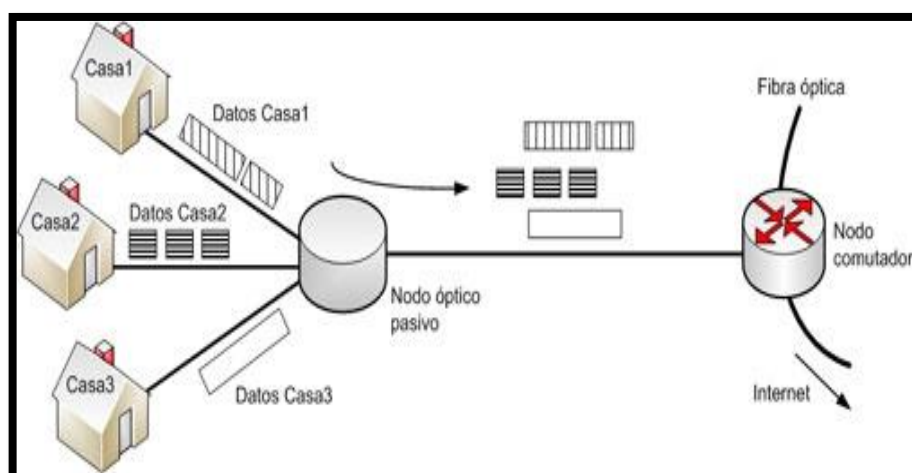 Casa1
Datos Casa1
Fibra óptica
Casa2
Datos Casa2
Nodo
comutador
Nodo óptico
pasivo
Casa3
Datos Casa3
Internet